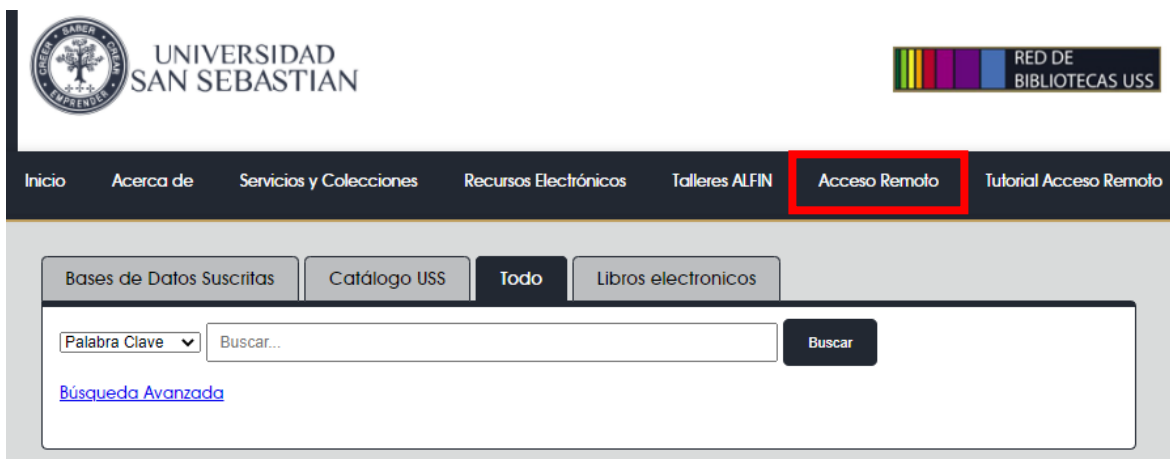 CREER SABER CREAR EMPRENDER
UNIVERSIDAD
SAN SEBASTIAN
RED DE
BIBLIOTECAS USS
Inicio Acerca de Servicios y Colecciones Recursos Electrónicos Talleres ALFIN Acceso Remoto Tutorial Acceso Remoto
Bases de Datos Suscritas Catálogo USS Todo Libros electronicos
Palabra Clave Buscar... Buscar
Búsqueda Avanzada